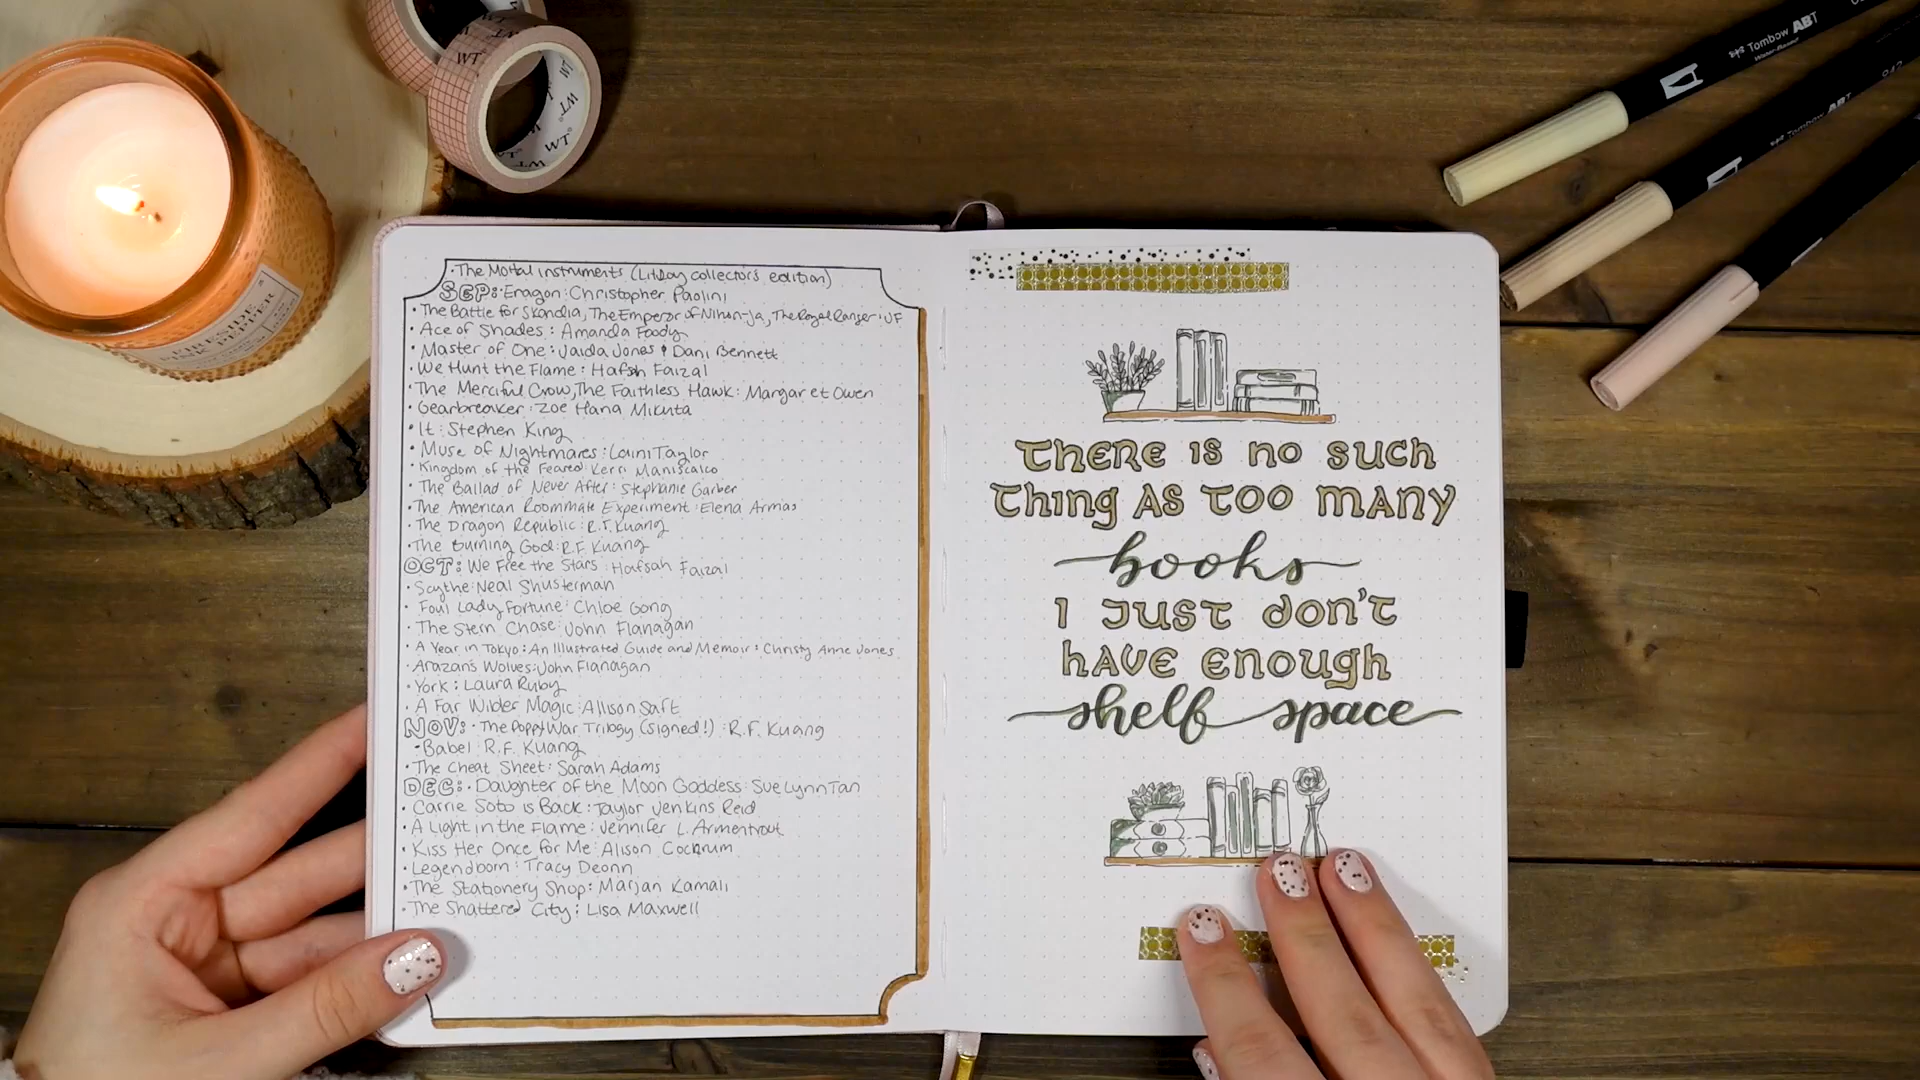 ·The Mortal Instruments (LitJoy collector's edition)
SEP: ·Eragon: Christopher Paolini
·The Battle for Skandia, The Emperor of Nihon-Ja, The Royal Ranger: JF
·Ace of Shades: Amanda Foody
·Master of One: Jaida Jones & Dani Bennett
·We Hunt the Flame: Hafsah Faizal
·The Merciful Crow, The Faithless Hawk: Margaret Owen
·Gearbreaker: Zoe Hana Mikuta
·It: Stephen King
·Muse of Nightmares: Laini Taylor
·Kingdom of the Feared: Kerri Maniscalco
·The Ballad of Never After: Stephanie Garber
·The American Roommate Experiment: Elena Armas
·The Dragon Republic: R.F. Kuang
·The Burning God: R.F. Kuang
OCT: ·We Free the Stars: Hafsah Faizal
·Scythe: Neal Shusterman
·Foul Lady Fortune: Chloe Gong
·The Stern Chase: John Flanagan
·A Year in Tokyo: An Illustrated Guide and Memoir: Christy Anne Jones
·Arazan's Wolves: John Flanagan
·York: Laura Ruby
·A Far Wilder Magic: Allison Saft
NOV: ·The Poppy War Trilogy (signed!): R.F. Kuang
·Babel: R.F. Kuang
·The Cheat Sheet: Sarah Adams
DEC: ·Daughter of the Moon Goddess: Sue Lynn Tan
·Carrie Soto is Back: Taylor Jenkins Reid
·A Light in the Flame: Jennifer L. Armentrout
·Kiss Her Once for Me: Alison Cochrum
·Legendborn: Tracy Deonn
·The Stationery Shop: Marjan Kamali
·The Shattered City: Lisa Maxwell
There is no such
Thing as too many
books
I just don't
have enough
shelf space
FIRESIDE
PINK PEPPER
WT
Tombow ABT
Water-Based
Tombow ABT
942